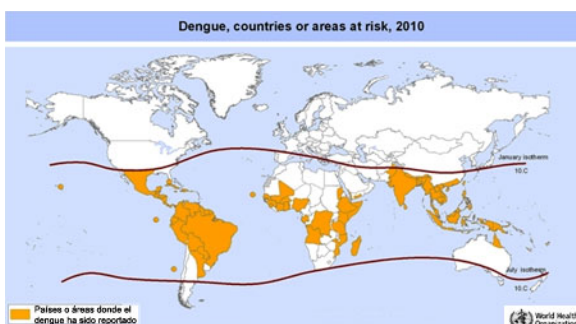 Dengue, countries or areas at risk, 2010
January isotherm
10.C
July isotherm
10.C
Países o áreas donde el
dengue ha sido reportado
World Health
Organization